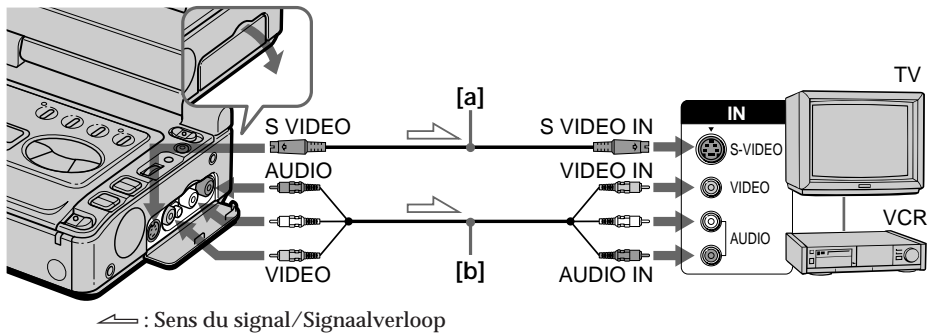 TV
[a]
IN
S VIDEO
S VIDEO IN
S-VIDEO
AUDIO
VIDEO IN
VIDEO
VCR
AUDIO
VIDEO
[b]
AUDIO IN
: Sens du signal/Signaalverloop